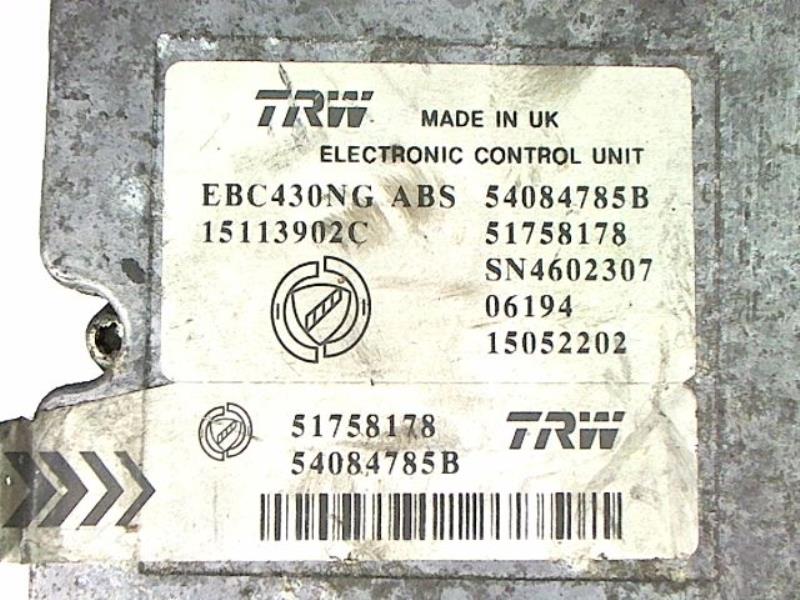 TRW MADE IN UK
ELECTRONIC CONTROL UNIT
EBC430NG ABS 54084785B
15113902C 51758178
SN4602307
06194
15052202
51758178 TRW
54084785B